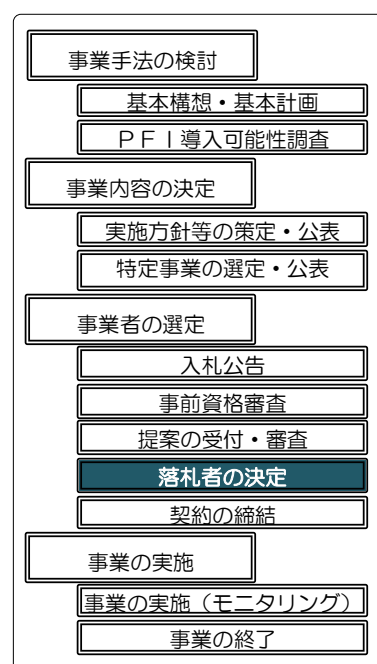 事業手法の検討
基本構想・基本計画
ＰＦＩ導入可能性調査
事業内容の決定
実施方針等の策定・公表
特定事業の選定・公表
事業者の選定
入札公告
事前資格審査
提案の受付・審査
落札者の決定
契約の締結
事業の実施
事業の実施（モニタリング）
事業の終了